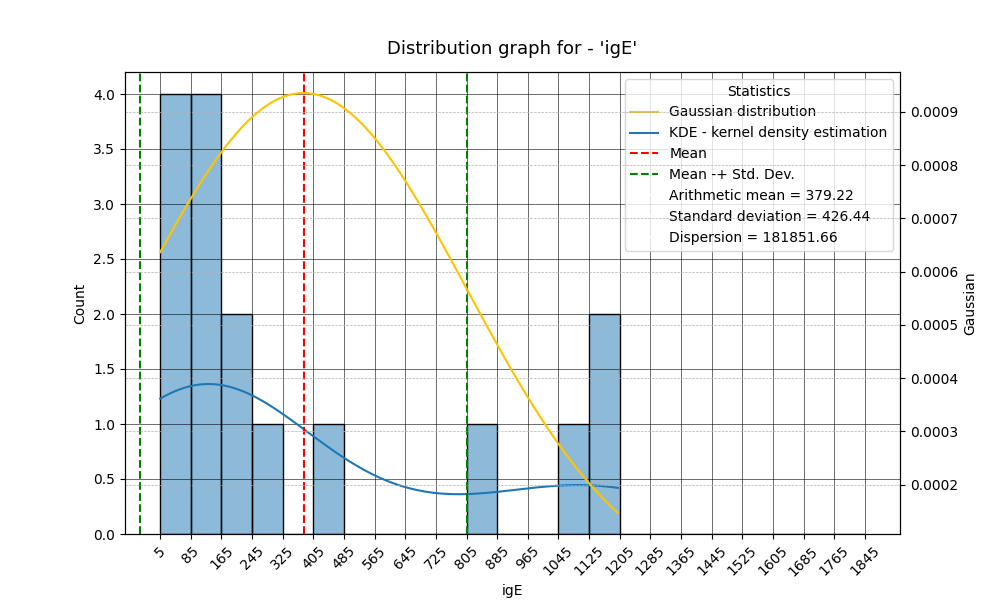 Distribution graph for - 'igE'
Statistics
Gaussian distribution
KDE - kernel density estimation
Mean
Mean -+ Std. Dev.
Arithmetic mean = 379.22
Standard deviation = 426.44
Dispersion = 181851.66
Count
4.0
3.5
3.0
2.5
2.0
1.5
1.0
0.5
0.0
0.0009
0.0008
0.0007
0.0006
0.0005
0.0004
0.0003
0.0002
Gaussian
5 85 165 245 325 405 485 565 645 725 805 885 965 1045 1125 1205 1285 1365 1445 1525 1605 1685 1765 1845
igE